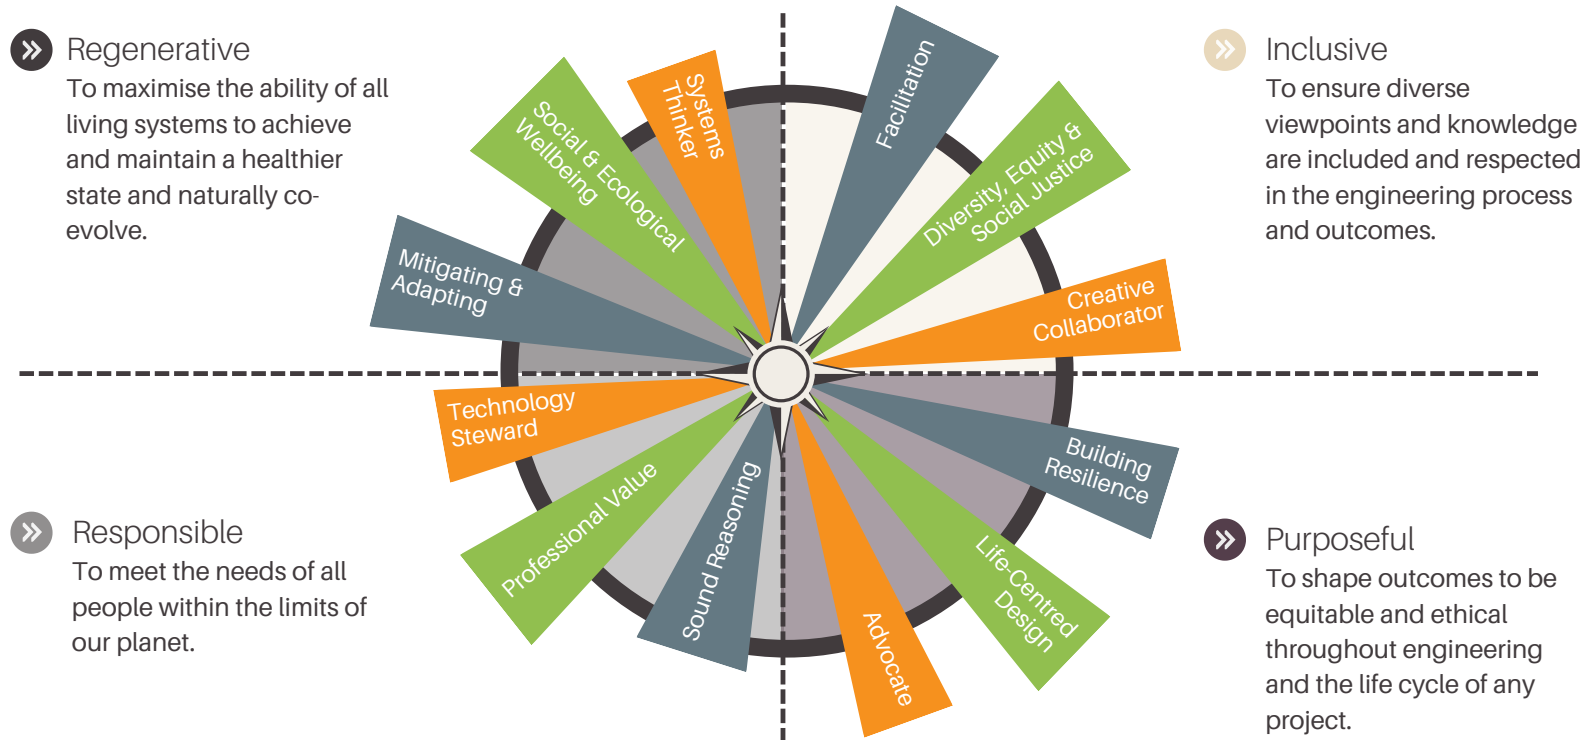 Regenerative
To maximise the ability of all
living systems to achieve
and maintain a healthier
state and naturally co-
evolve.
Inclusive
To ensure diverse
viewpoints and knowledge
are included and respected
in the engineering process
and outcomes.
Systems
Thinker
Social & Ecological
Wellbeing
Mitigating &
Adapting
Facilitation
Diversity, Equity &
Social Justice
Creative
Collaborator
Technology
Steward
Professional Value
Sound Reasoning
Building
Resilience
Life-Centred
Design
Advocate
Responsible
To meet the needs of all
people within the limits of
our planet.
Purposeful
To shape outcomes to be
equitable and ethical
throughout engineering
and the life cycle of any
project.